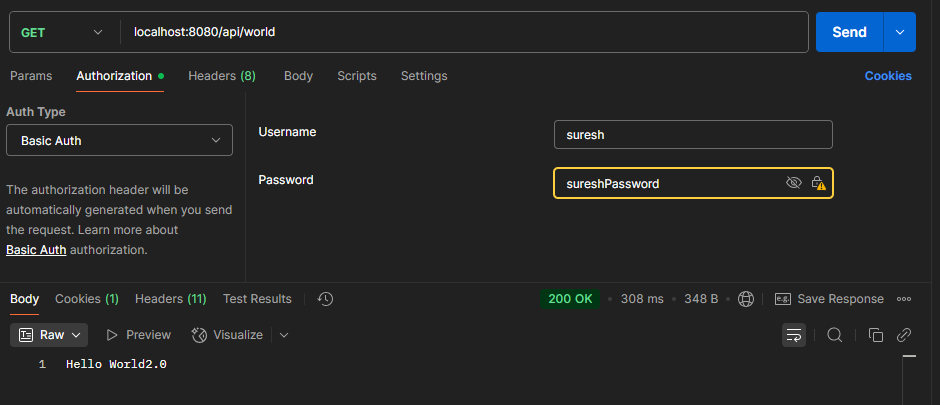 GET localhost:8080/api/world Send
Params Authorization Headers (8) Body Scripts Settings Cookies
Auth Type
Basic Auth
The authorization header will be
automatically generated when you send
the request. Learn more about
Basic Auth authorization.
Username suresh
Password sureshPassword
Body Cookies (1) Headers (11) Test Results 200 OK • 308 ms • 348 B e.g. Save Response
Raw Preview Visualize
1 Hello World2.0